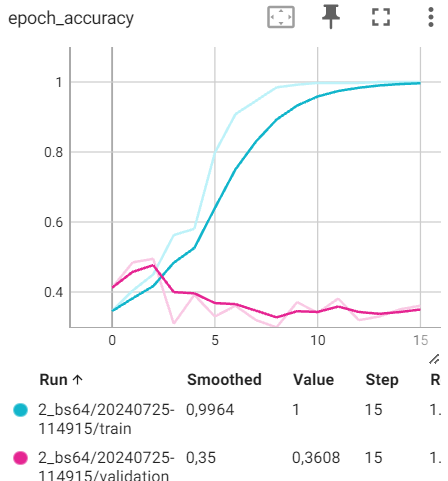 epoch_accuracy
1
0.8
0.6
0.4
0 5 10 15
Run ↑ Smoothed Value Step R
2_bs64/20240725- 0,9964 1 15 1.
114915/train
2_bs64/20240725- 0,35 0,3608 15 1.
114915/validation